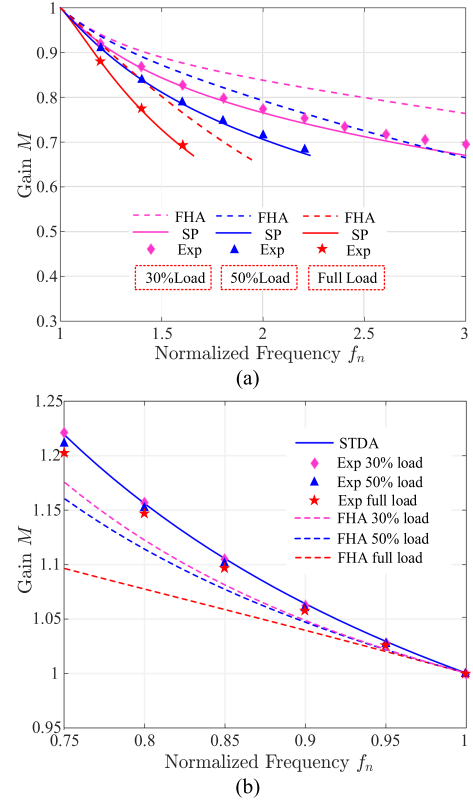 1
0.9
0.8
0.7
0.6
0.5
0.4
0.3
Gain M
FHA FHA FHA
SP SP SP
Exp Exp Exp
30%Load 50%Load Full Load
1 1.5 2 2.5 3
Normalized Frequency fn
(a)
1.25
1.2
1.15
1.1
1.05
1
0.95
Gain M
STDA
Exp 30% load
Exp 50% load
Exp full load
FHA 30% load
FHA 50% load
FHA full load
0.75 0.8 0.85 0.9 0.95 1
Normalized Frequency fn
(b)